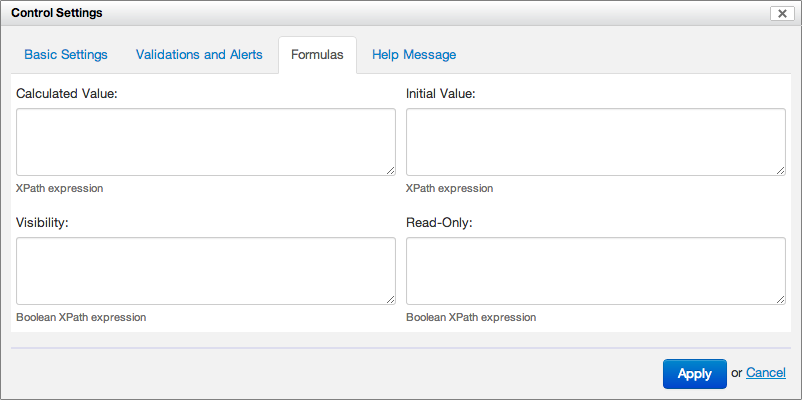 Control Settings
Basic Settings Validations and Alerts Formulas Help Message
Calculated Value: Initial Value:
XPath expression XPath expression
Visibility: Read-Only:
Boolean XPath expression Boolean XPath expression
Apply or Cancel